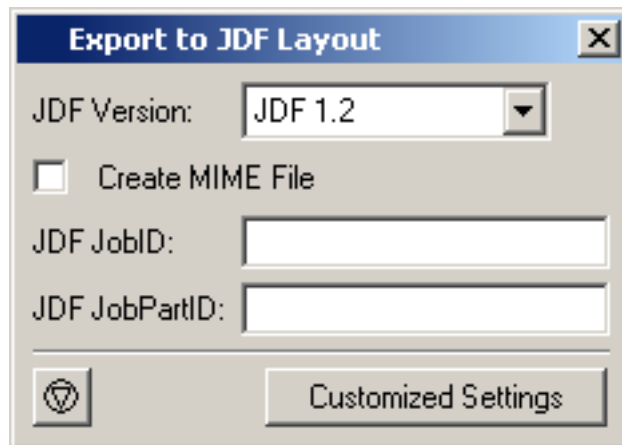 Export to JDF Layout
JDF Version: JDF 1.2
Create MIME File
JDF JobID:
JDF JobPartID:
Customized Settings